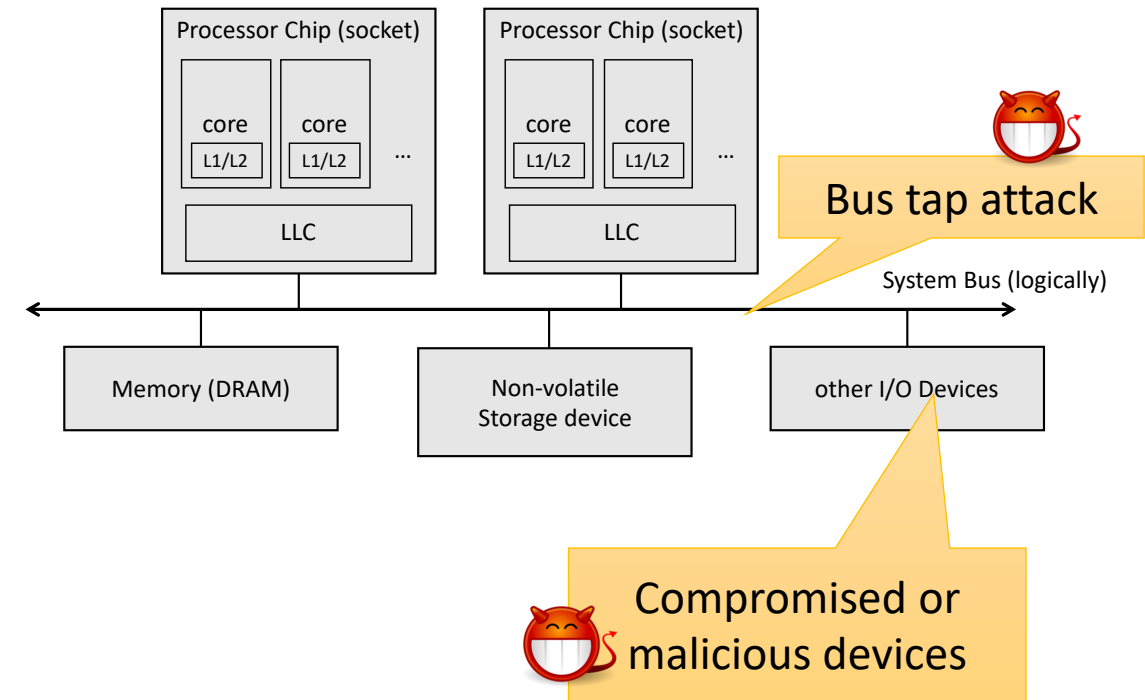 Processor Chip (socket)
core
L1/L2
core
L1/L2
...
LLC
Processor Chip (socket)
core
L1/L2
core
L1/L2
...
LLC
Bus tap attack
System Bus (logically)
Memory (DRAM)
Non-volatile
Storage device
other I/O Devices
Compromised or
malicious devices